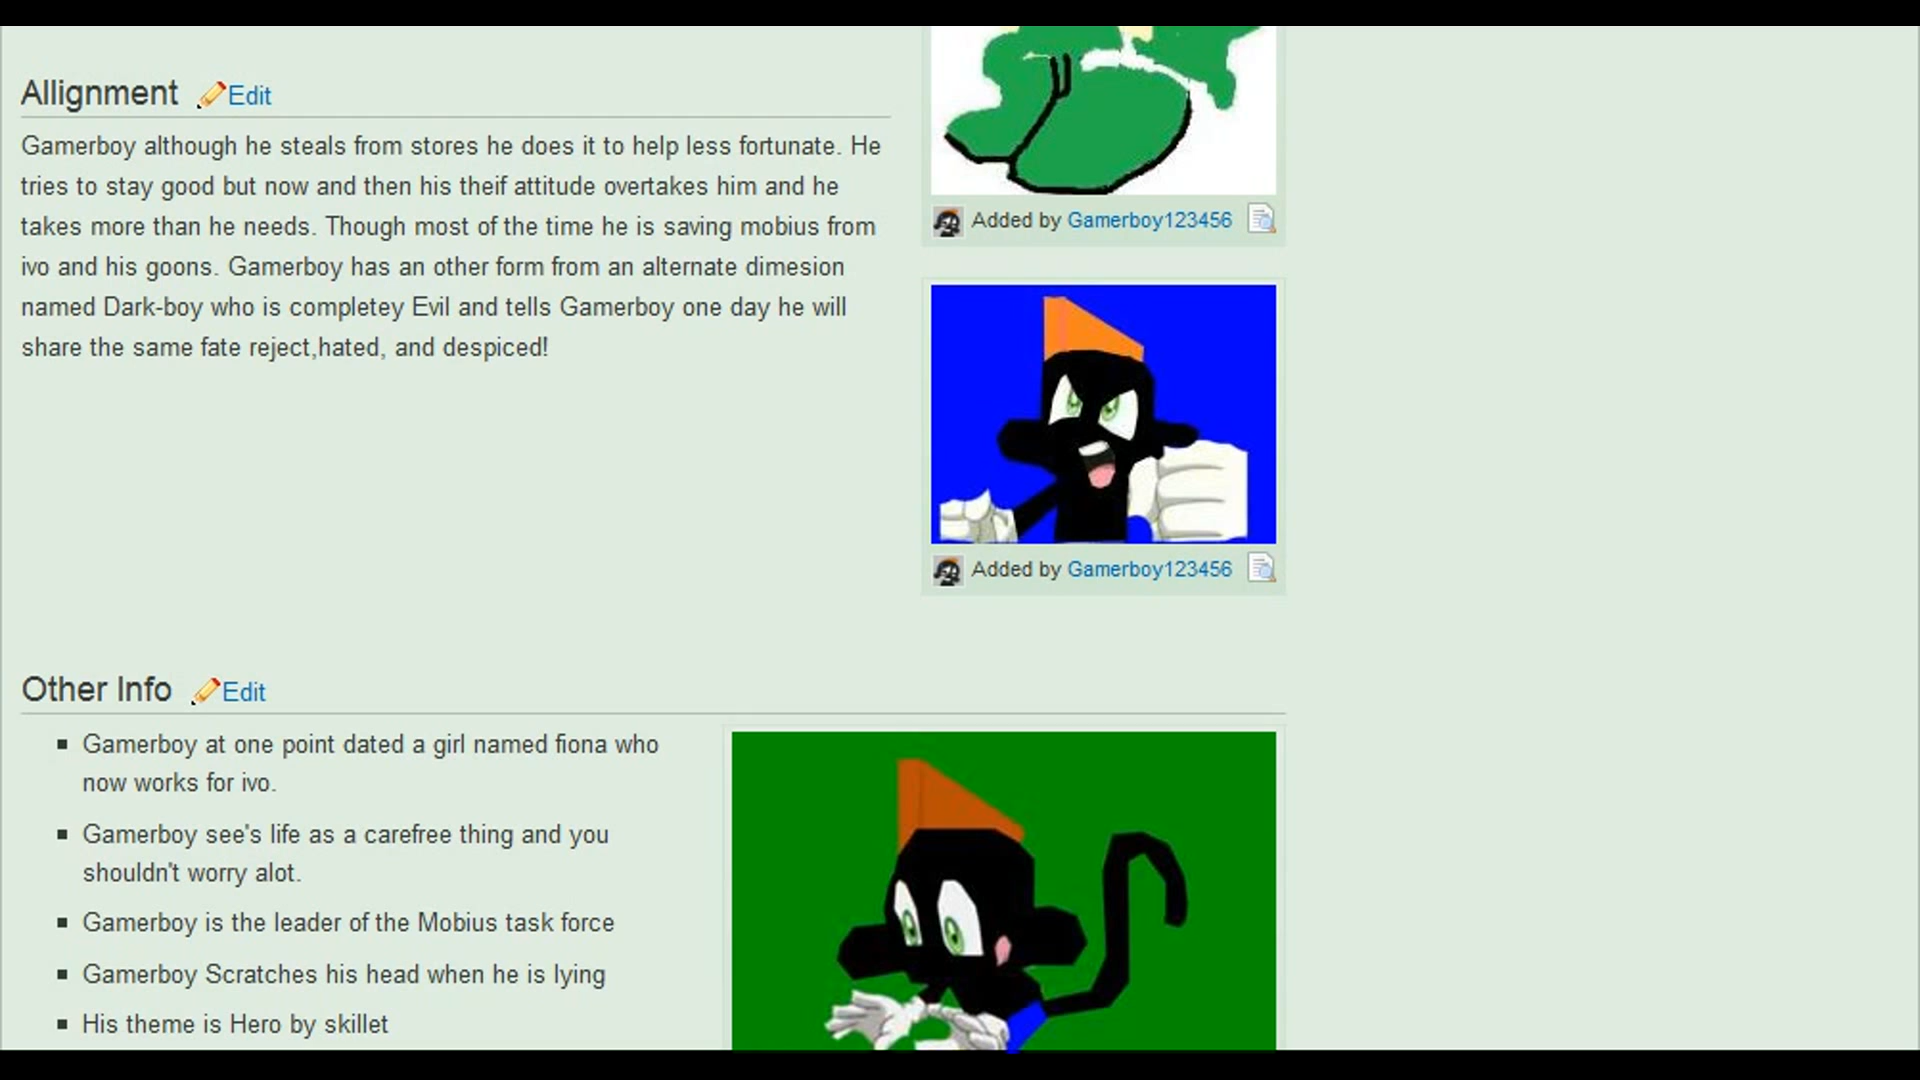 Allignment Edit
Gamerboy although he steals from stores he does it to help less fortunate. He
tries to stay good but now and then his theif attitude overtakes him and he
takes more than he needs. Though most of the time he is saving mobius from
ivo and his goons. Gamerboy has an other form from an alternate dimesion
named Dark-boy who is completey Evil and tells Gamerboy one day he will
share the same fate reject,hated, and despiced!
Added by Gamerboy123456
Added by Gamerboy123456
Other Info Edit
Gamerboy at one point dated a girl named fiona who
now works for ivo.
Gamerboy see's life as a carefree thing and you
shouldn't worry alot.
Gamerboy is the leader of the Mobius task force
Gamerboy Scratches his head when he is lying
His theme is Hero by skillet